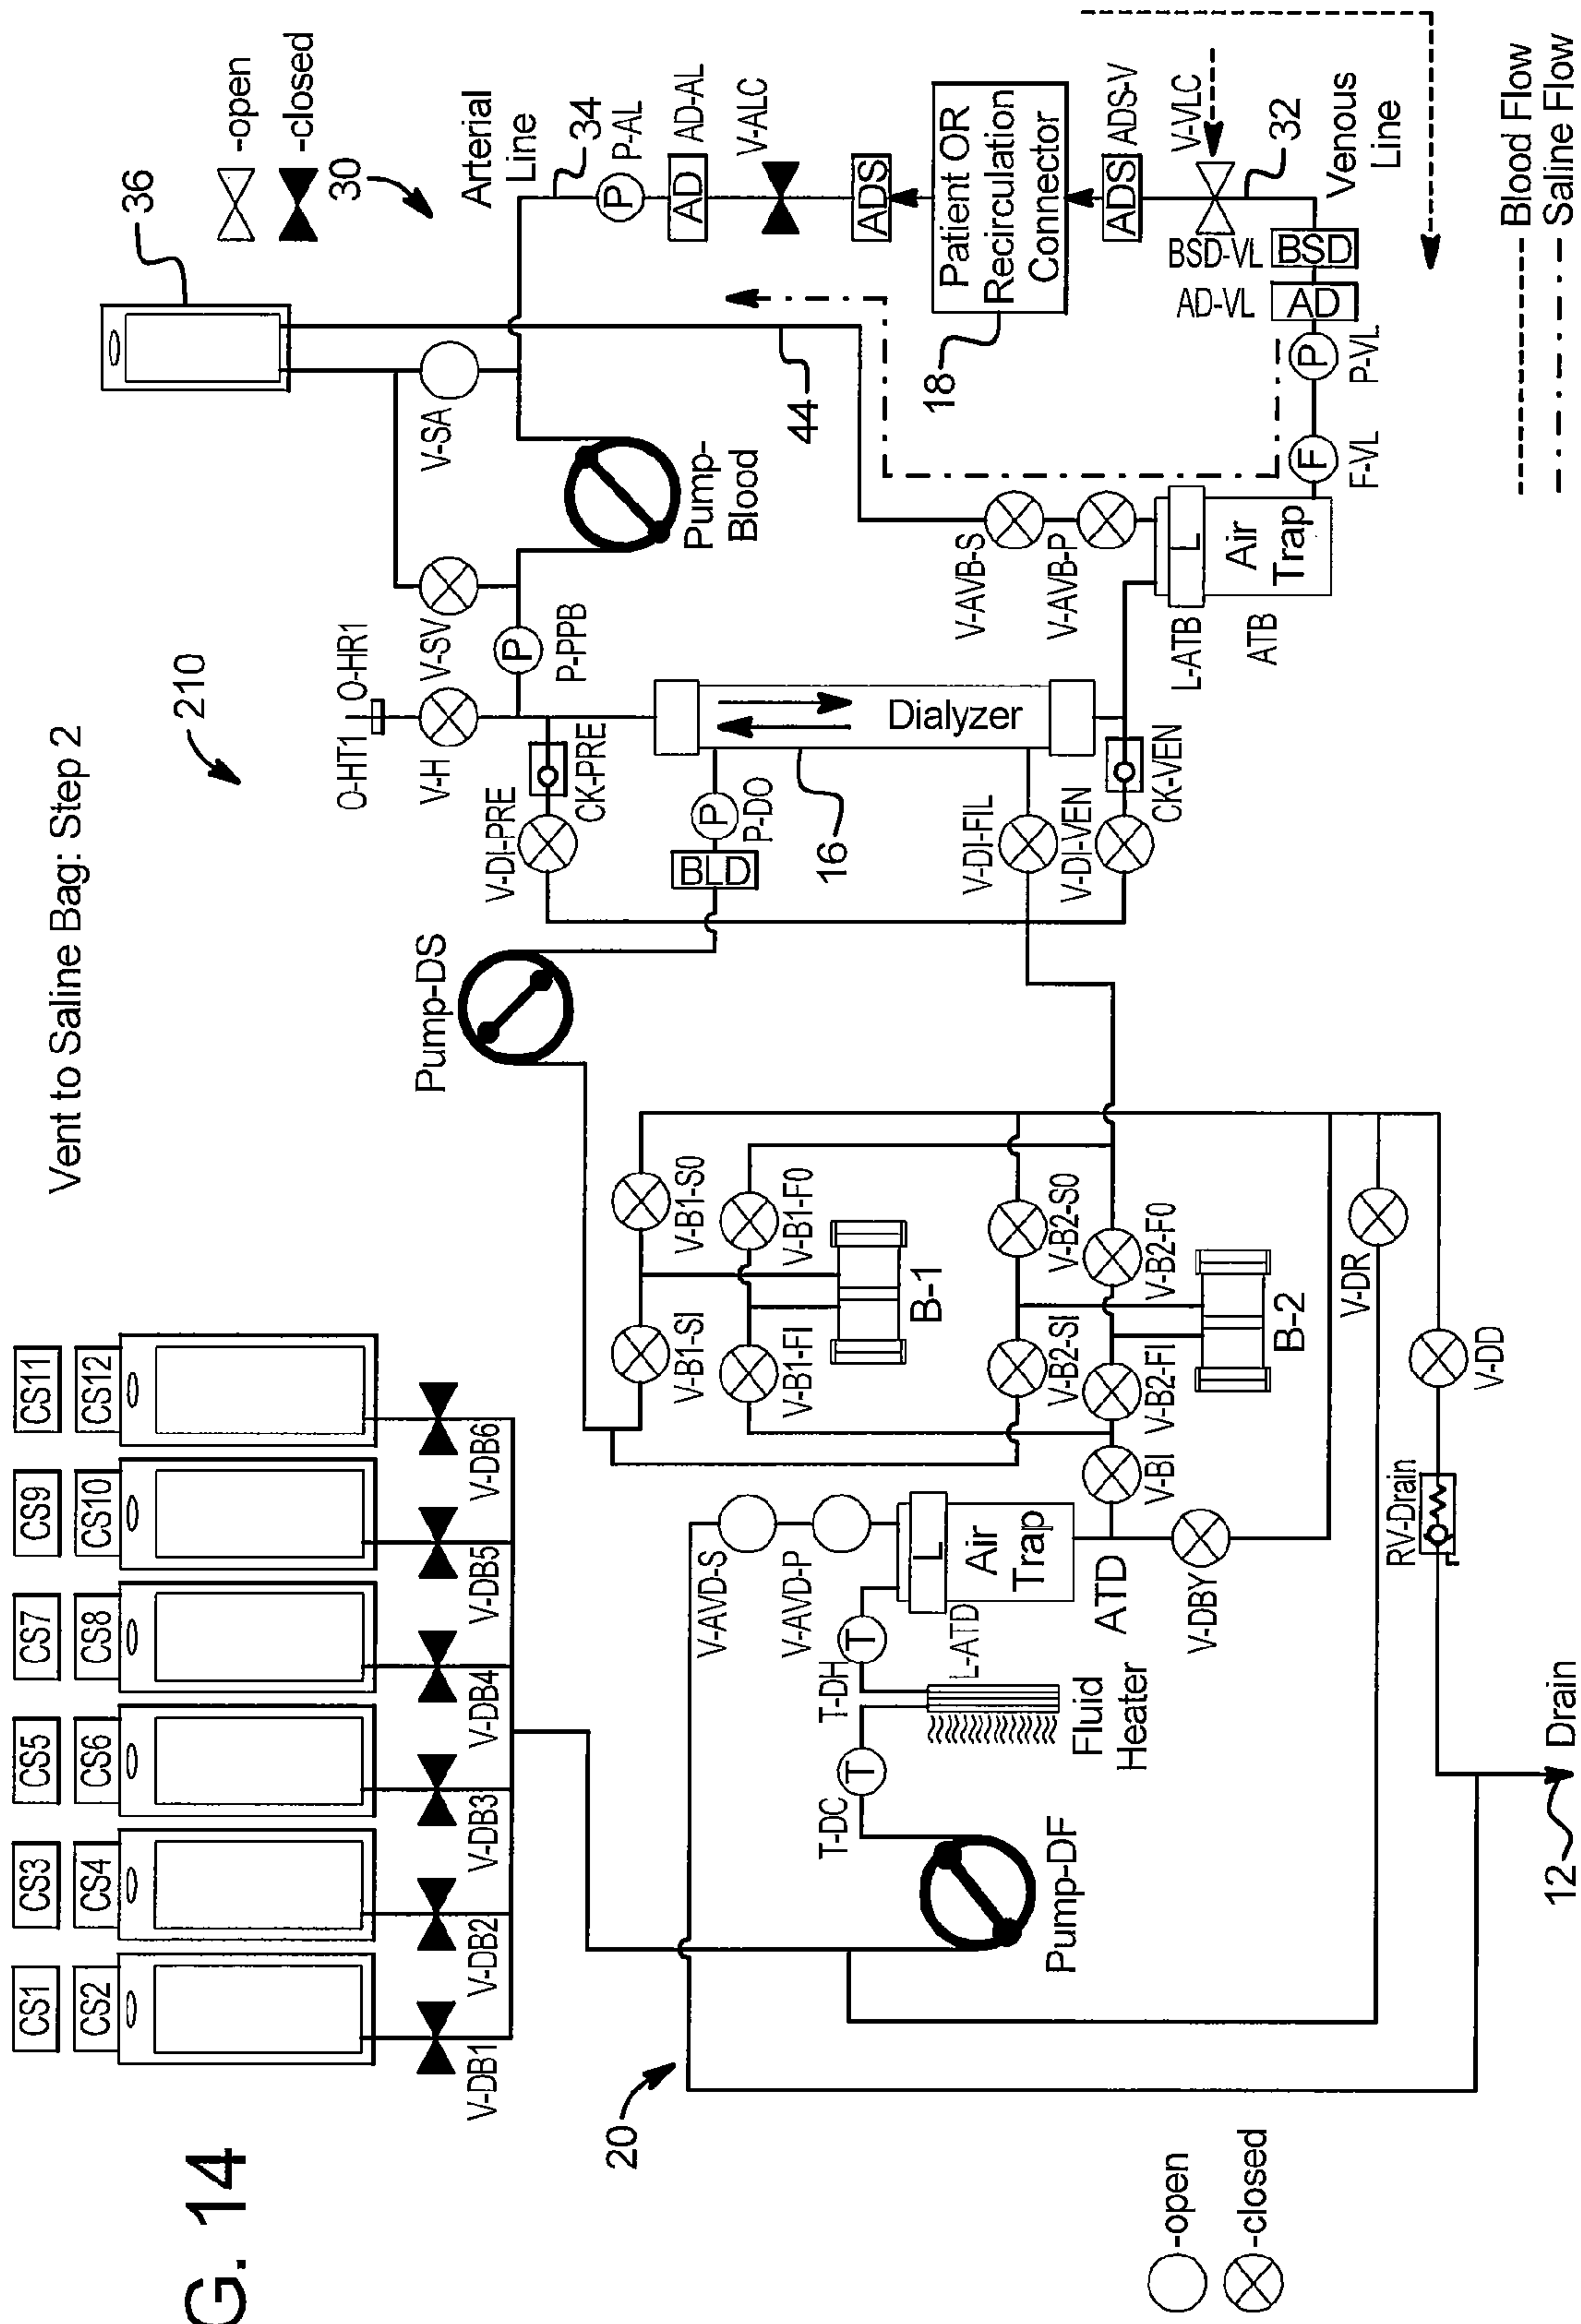 G. 14
Vent to Saline Bag: Step 2
210
CS1
CS2
CS3
CS4
CS5
CS6
CS7
CS8
CS9
CS10
CS11
CS12
V-DB1
V-DB2
V-DB3
V-DB4
V-DB5
V-DB6
36
-open
-closed
30
Arterial
Line
34
P-AL
P
AD-AL
AD
V-ALC
ADS
Patient OR
Recirculation
Connector
18
ADS
ADS-V
V-VLC
32
Venous
Line
BSD-VL
BSD
AD-VL
AD
P
P-VL
F
F-VL
44
V-SA
Pump-
Blood
V-SV
P
P-PPB
O-HT1
O-HR1
V-H
V-DI-PRE
CK-PRE
Dialyzer
16
P
P-DO
BLD
V-DI-FIL
V-DI-VEN
CK-VEN
V-AVB-S
V-AVB-P
L-ATB
L
Air
Trap
ATB
Pump-DS
V-B1-SI
V-B1-S0
V-B1-FI
V-B1-F0
B-1
V-B2-SI
V-B2-S0
V-B2-FI
V-B2-F0
B-2
V-BI
V-DBY
V-DR
V-DD
RV-Drain
V-AVD-S
V-AVD-P
L
Air
Trap
L-ATD
ATD
T-DH
T
T-DC
T
Fluid
Heater
Pump-DF
20
12
Drain
-open
-closed
Blood Flow
Saline Flow